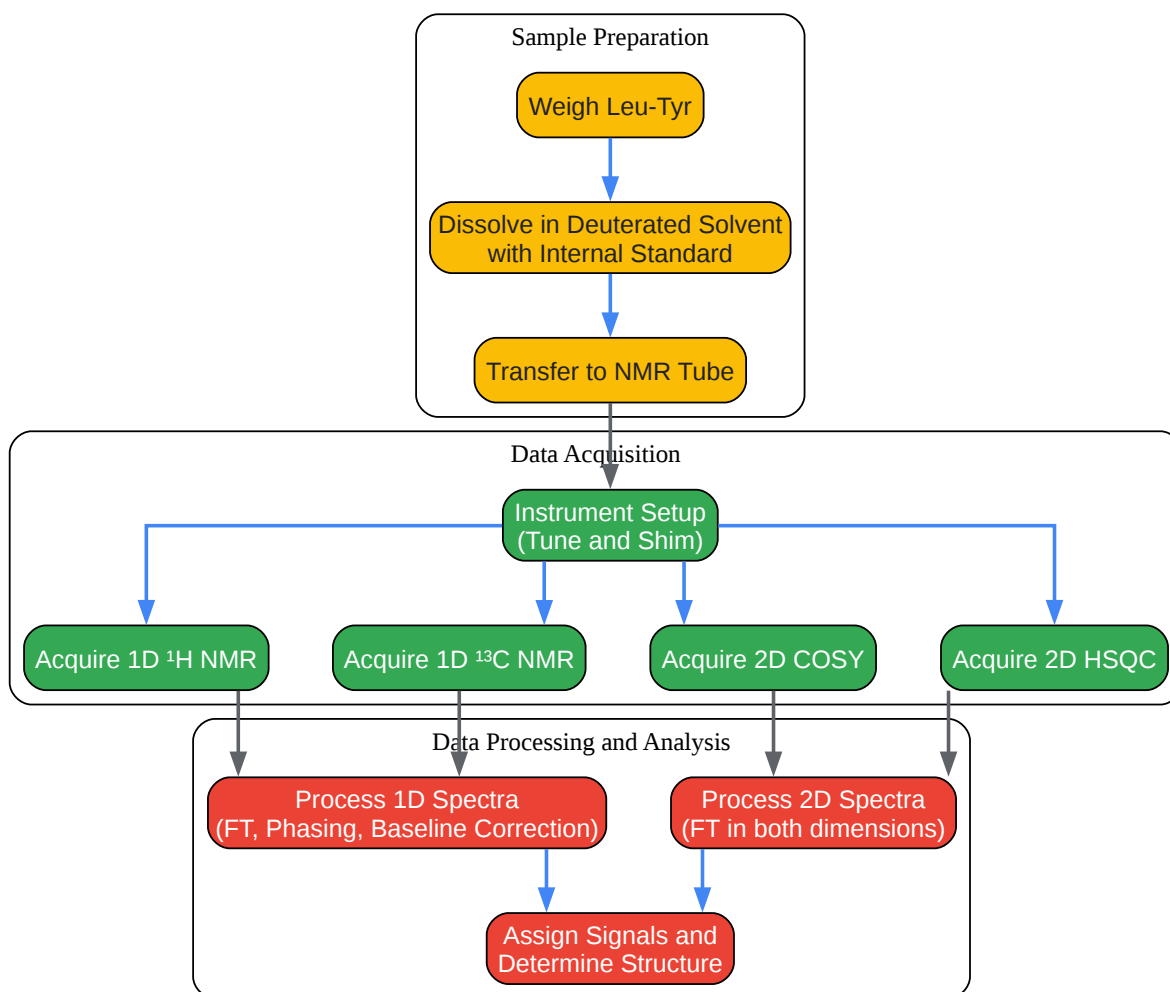 Sample Preparation
Weigh Leu-Tyr
Dissolve in Deuterated Solvent
with Internal Standard
Transfer to NMR Tube
Data Acquisition
Instrument Setup
(Tune and Shim)
Acquire 1D ¹H NMR
Acquire 1D ¹³C NMR
Acquire 2D COSY
Acquire 2D HSQC
Data Processing and Analysis
Process 1D Spectra
(FT, Phasing, Baseline Correction)
Process 2D Spectra
(FT in both dimensions)
Assign Signals and
Determine Structure